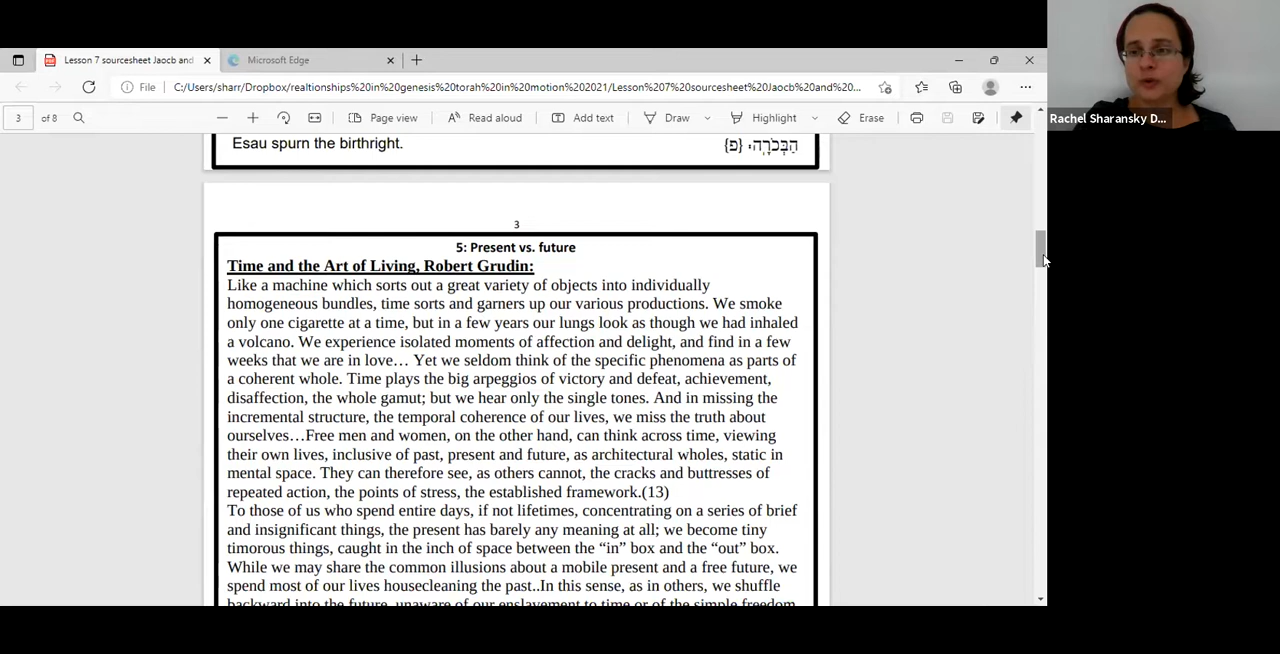 Lesson 7 sourcesheet Jaocb and
Microsoft Edge
File
C:/Users/sharr/Dropbox/realtionships%20in%20genesis%20torah%20in%20motion%202021/Lesson%207%20sourcesheet%20Jaocb%20and%20...
3 of 8
Page view
Read aloud
Add text
Draw
Highlight
Erase
Rachel Sharansky D...
Esau spurn the birthright.
הַבְּכֹרָֽה׃ {פ}
3
5: Present vs. future
Time and the Art of Living, Robert Grudin:
Like a machine which sorts out a great variety of objects into individually
homogeneous bundles, time sorts and garners up our various productions. We smoke
only one cigarette at a time, but in a few years our lungs look as though we had inhaled
a volcano. We experience isolated moments of affection and delight, and find in a few
weeks that we are in love… Yet we seldom think of the specific phenomena as parts of
a coherent whole. Time plays the big arpeggios of victory and defeat, achievement,
disaffection, the whole gamut; but we hear only the single tones. And in missing the
incremental structure, the temporal coherence of our lives, we miss the truth about
ourselves…Free men and women, on the other hand, can think across time, viewing
their own lives, inclusive of past, present and future, as architectural wholes, static in
mental space. They can therefore see, as others cannot, the cracks and buttresses of
repeated action, the points of stress, the established framework.(13)
To those of us who spend entire days, if not lifetimes, concentrating on a series of brief
and insignificant things, the present has barely any meaning at all; we become tiny
timorous things, caught in the inch of space between the “in” box and the “out” box.
While we may share the common illusions about a mobile present and a free future, we
spend most of our lives housecleaning the past..In this sense, as in others, we shuffle
backward into the future, unaware of our enslavement to time or of the simple freedom